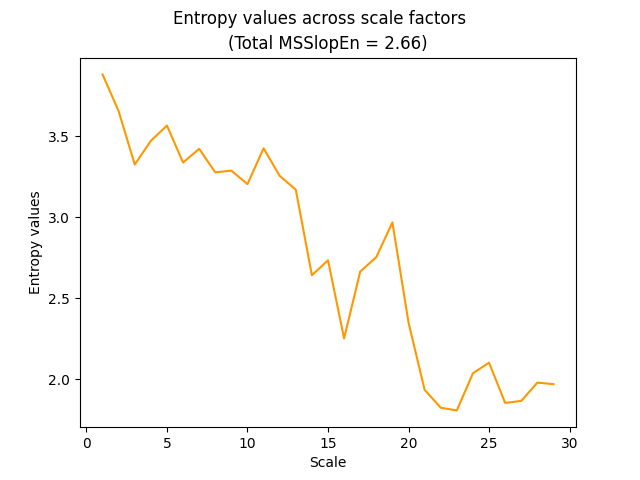 Entropy values across scale factors
(Total MSSlopEn = 2.66)
3.5
3.0
2.5
2.0
Entropy values
0 5 10 15 20 25 30
Scale